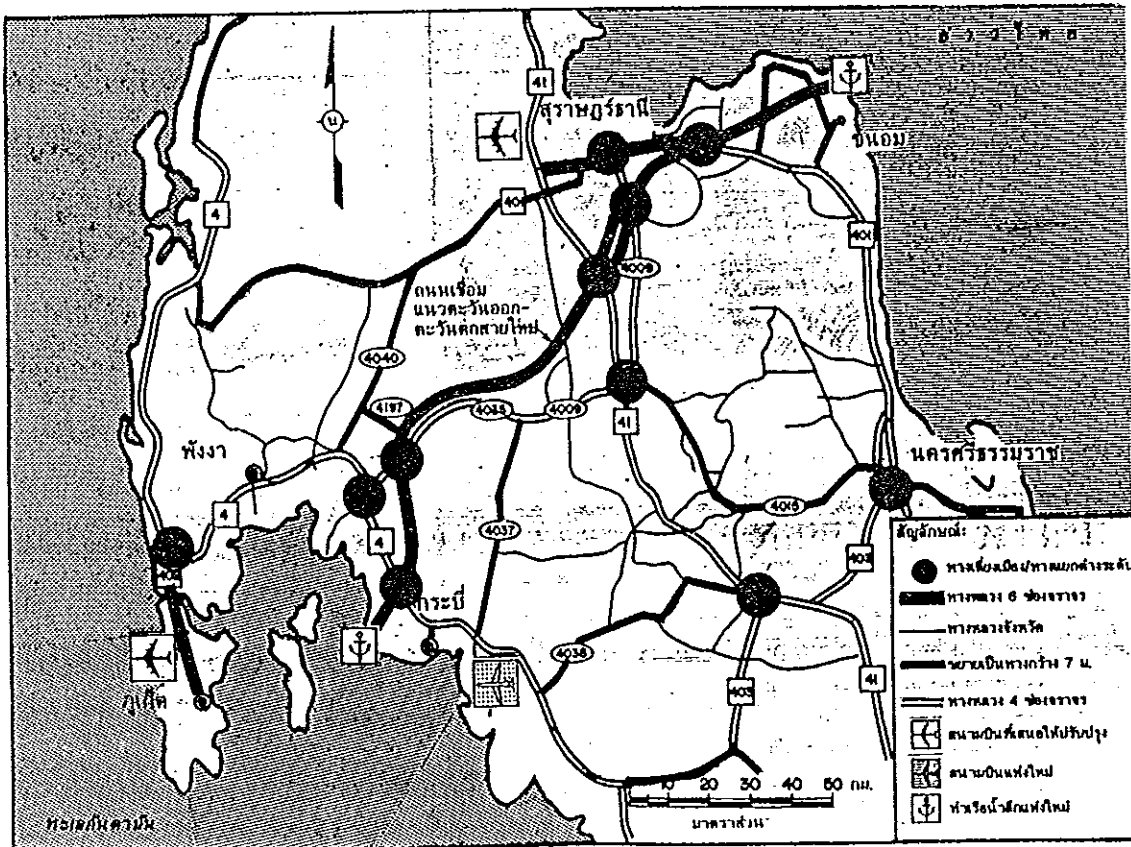 อ่าวไทย
41
สุราษฎร์ธานี
ขนอม
401
401
4
น
4009
ถนนเชื่อม
แนวตะวันออก-
ตะวันตกสายใหม่
4040
4197
4035
4009
41
พังงา
นครศรีธรรมราช
4
4037
4015
4
403
402
กระบี่
4038
403
41
ภูเก็ต
10 20 30 40 50 กม.
มาตราส่วน
ทะเลอันดามัน
สัญลักษณ์:
ทางเลี่ยงเมือง/ทางแยกต่างระดับ
ทางหลวง 6 ช่องจราจร
ทางหลวงจังหวัด
ขยายเป็นทางกว้าง 7 ม.
ทางหลวง 4 ช่องจราจร
สนามบินที่เสนอให้ปรับปรุง
สนามบินแห่งใหม่
ท่าเรือน้ำลึกแห่งใหม่